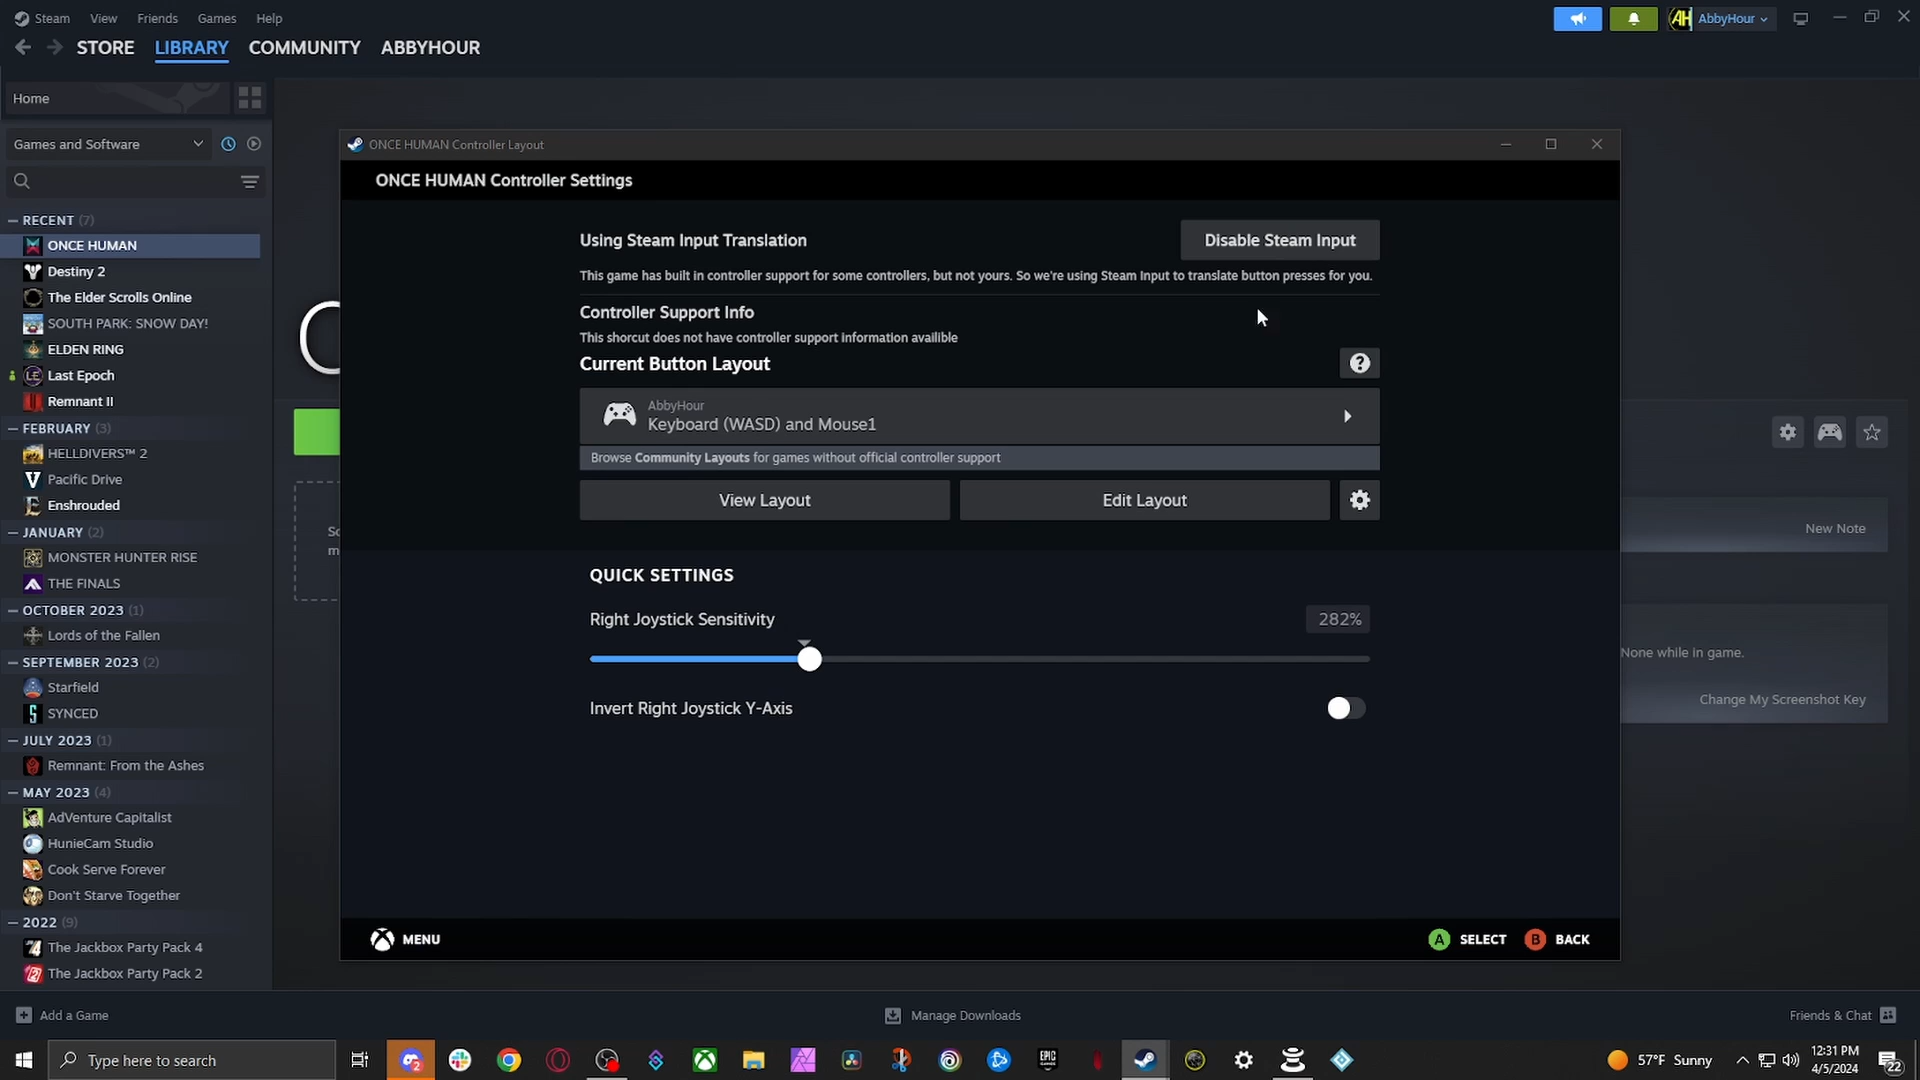 Steam View Friends Games Help
AH AbbyHour
STORE LIBRARY COMMUNITY ABBYHOUR
Home
Games and Software
RECENT (7)
ONCE HUMAN
Destiny 2
The Elder Scrolls Online
SOUTH PARK: SNOW DAY!
ELDEN RING
Last Epoch
Remnant II
FEBRUARY (3)
HELLDIVERS™ 2
Pacific Drive
Enshrouded
JANUARY (2)
MONSTER HUNTER RISE
THE FINALS
OCTOBER 2023 (1)
Lords of the Fallen
SEPTEMBER 2023 (2)
Starfield
SYNCED
JULY 2023 (1)
Remnant: From the Ashes
MAY 2023 (4)
AdVenture Capitalist
HunieCam Studio
Cook Serve Forever
Don't Starve Together
2022 (9)
The Jackbox Party Pack 4
The Jackbox Party Pack 2
ONCE HUMAN Controller Layout
ONCE HUMAN Controller Settings
Using Steam Input Translation
Disable Steam Input
This game has built in controller support for some controllers, but not yours. So we're using Steam Input to translate button presses for you.
Controller Support Info
This shorcut does not have controller support information availible
Current Button Layout
?
AbbyHour
Keyboard (WASD) and Mouse1
Browse Community Layouts for games without official controller support
View Layout
Edit Layout
QUICK SETTINGS
Right Joystick Sensitivity
282%
Invert Right Joystick Y-Axis
MENU
A SELECT B BACK
New Note
None while in game.
Change My Screenshot Key
Add a Game
Manage Downloads
Friends & Chat
Type here to search
2
EPIC
57°F Sunny
12:31 PM
4/5/2024
22